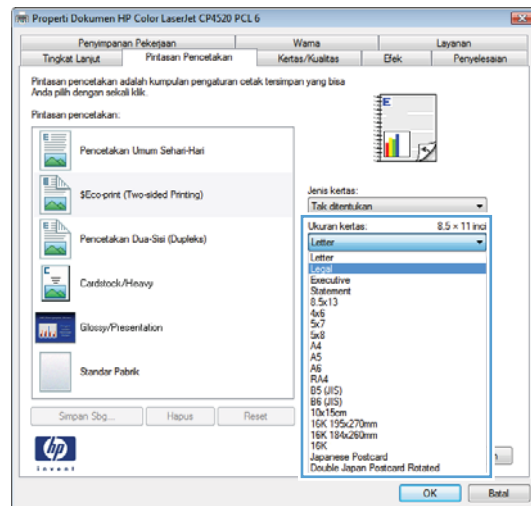 Properti Dokumen HP Color LaserJet CP4520 PCL 6
Penyimpanan Pekerjaan
Warna
Layanan
Tingkat Lanjut
Pintasan Pencetakan
Kertas/Kualitas
Efek
Penyelesaian
Pintasan pencetakan adalah kumpulan pengaturan cetak tersimpan yang bisa
Anda pilih dengan sekali klik.
Pintasan pencetakan:
Pencetakan Umum Sehari-Hari
$Eco-print (Two-sided Printing)
Pencetakan Dua-Sisi (Dupleks)
Cardstock/Heavy
Glossy/Presentation
Standar Pabrik
Simpan Sbg...
Hapus
Reset
hp
invent
E
Jenis kertas:
Tak ditentukan
Ukuran kertas:
8.5 × 11 inci
Letter
Letter
Legal
Executive
Statement
8.5x13
4x6
5x7
5x8
A4
A5
A6
RA4
B5 (JIS)
B6 (JIS)
10x15cm
16K 195x270mm
16K 184x260mm
16K
Japanese Postcard
Double Japan Postcard Rotated
OK
Batal